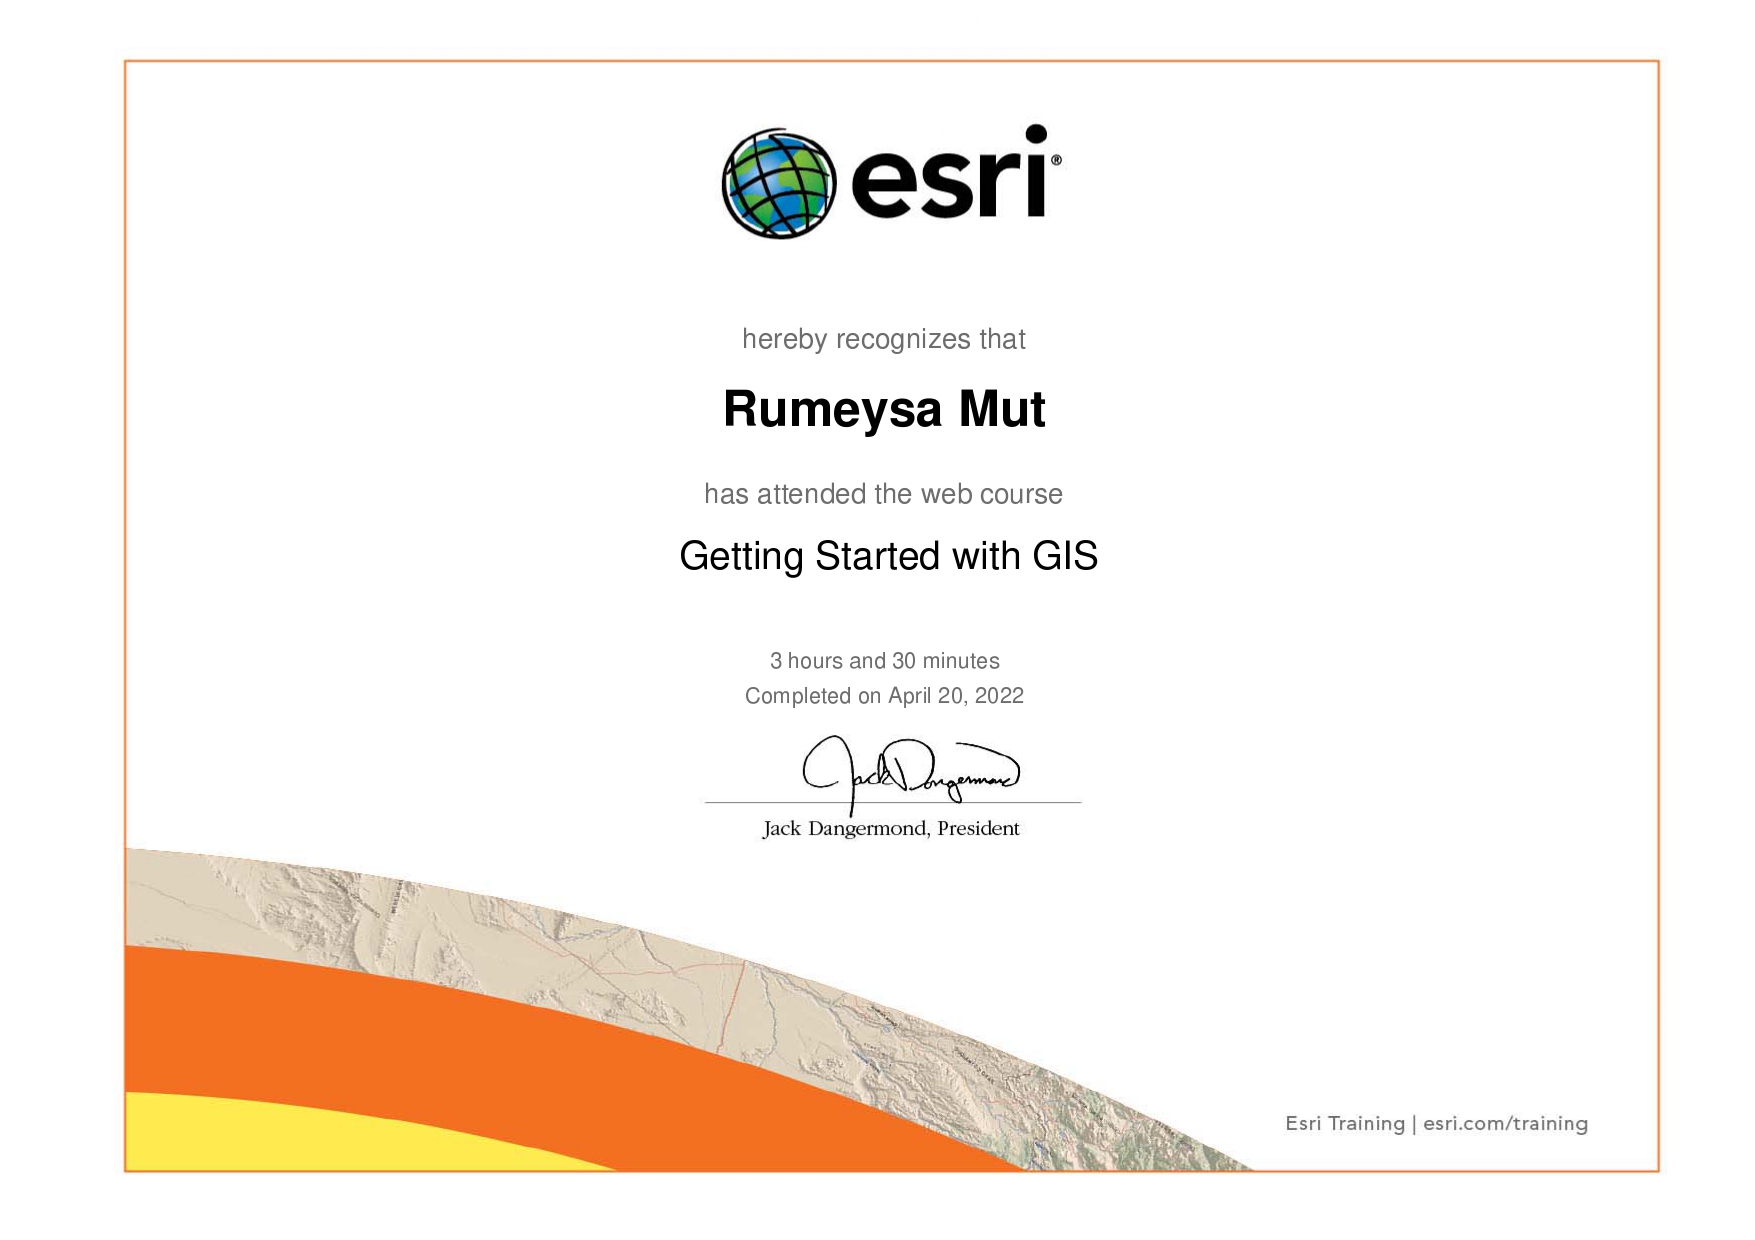 esri®
hereby recognizes that
Rumeysa Mut
has attended the web course
Getting Started with GIS
3 hours and 30 minutes
Completed on April 20, 2022
Jack Dangermond
Jack Dangermond, President
Esri Training | esri.com/training